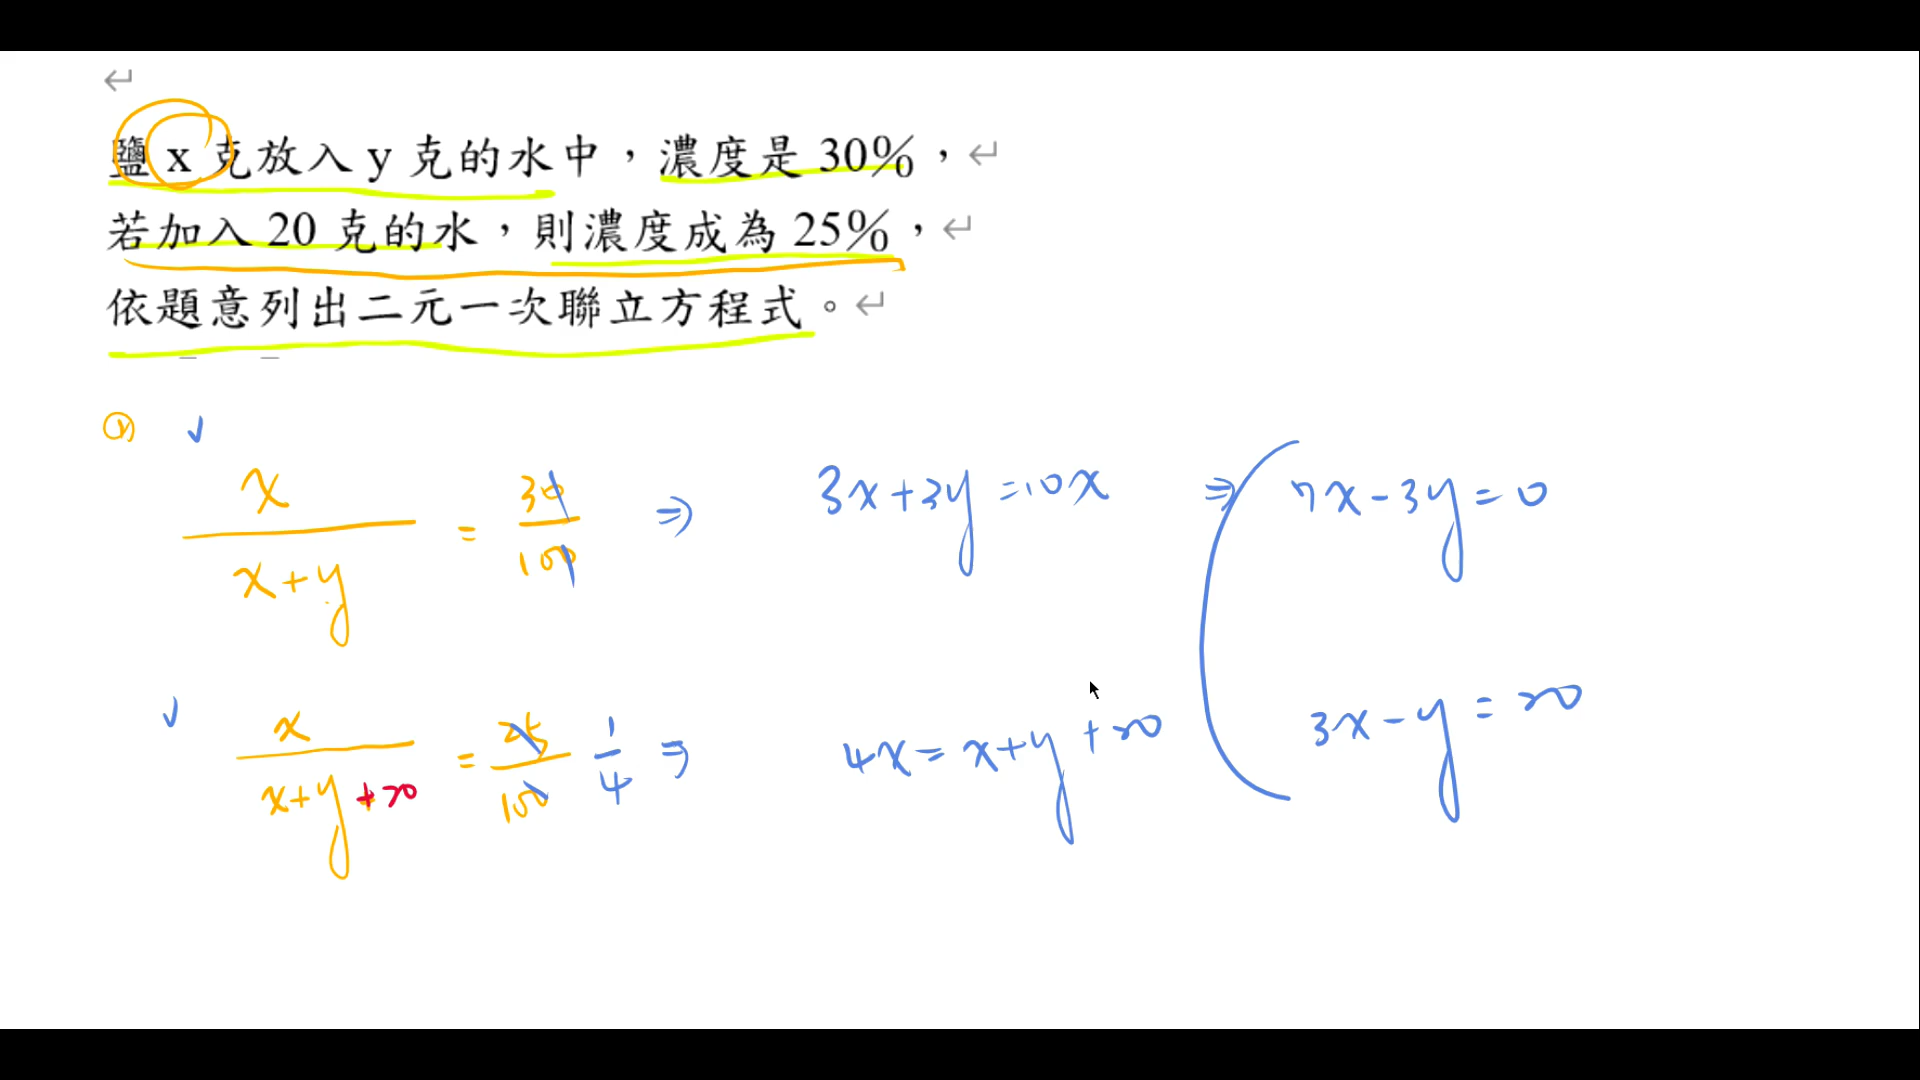 鹽 x 克放入 y 克的水中，濃度是 30%，↵
若加入 20 克的水，則濃度成為 25%，↵
依題意列出二元一次聯立方程式。↵
x/(x+y) = 30/100 ⇒ 3x+3y=10x ⇒ 7x-3y=0
x/(x+y+20) = 25/100 1/4 ⇒ 4x=x+y+20 3x-y=20